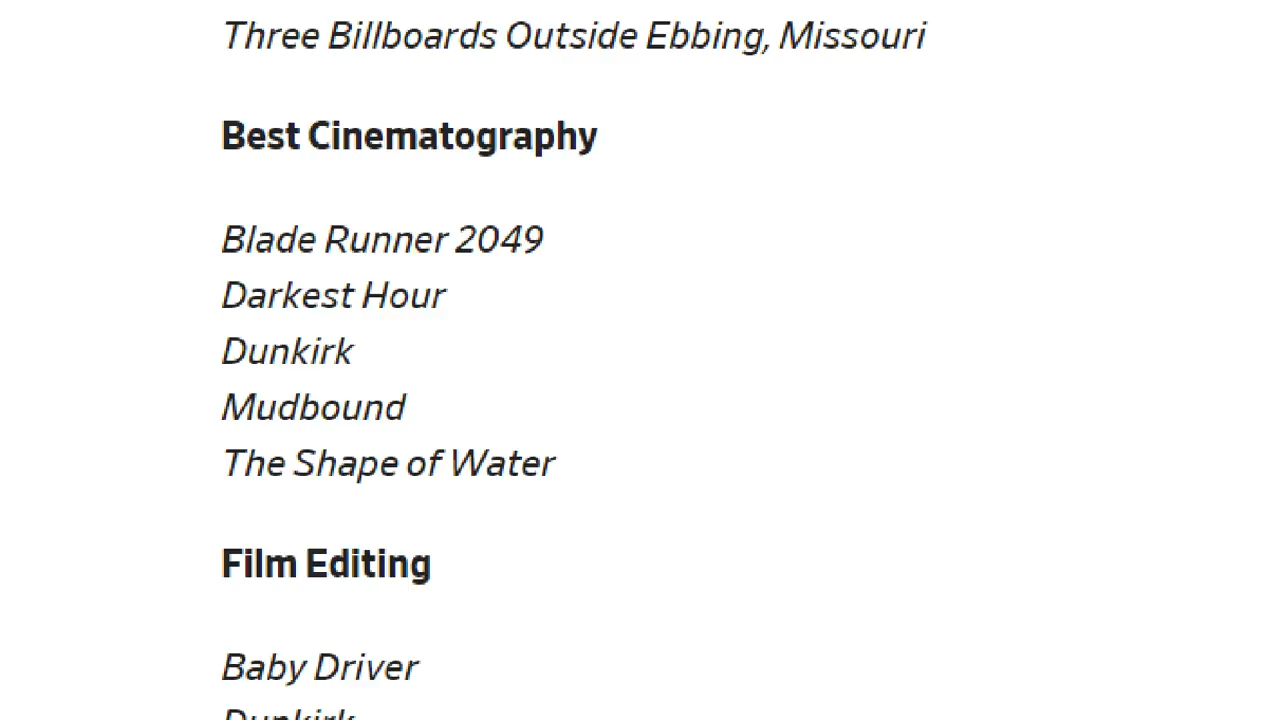 Three Billboards Outside Ebbing, Missouri
Best Cinematography
Blade Runner 2049
Darkest Hour
Dunkirk
Mudbound
The Shape of Water
Film Editing
Baby Driver
Dunkirk